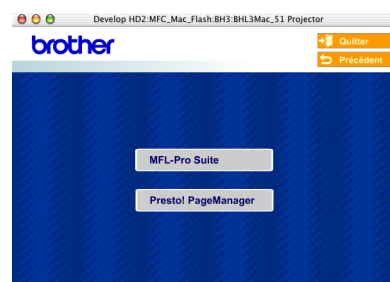 Develop HD2:MFC_Mac_Flash:BH3:BHL3Mac_51 Projector
brother
Quitter
Précédent
MFL-Pro Suite
Presto! PageManager